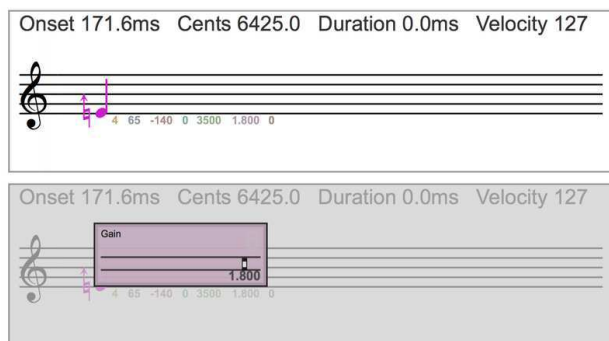 Onset 171.6ms Cents 6425.0 Duration 0.0ms Velocity 127
4 65 -140 0 3500 1.800 0
Onset 171.6ms Cents 6425.0 Duration 0.0ms Velocity 127
Gain
1.800
4 65 -140 0 3500 1.800 0